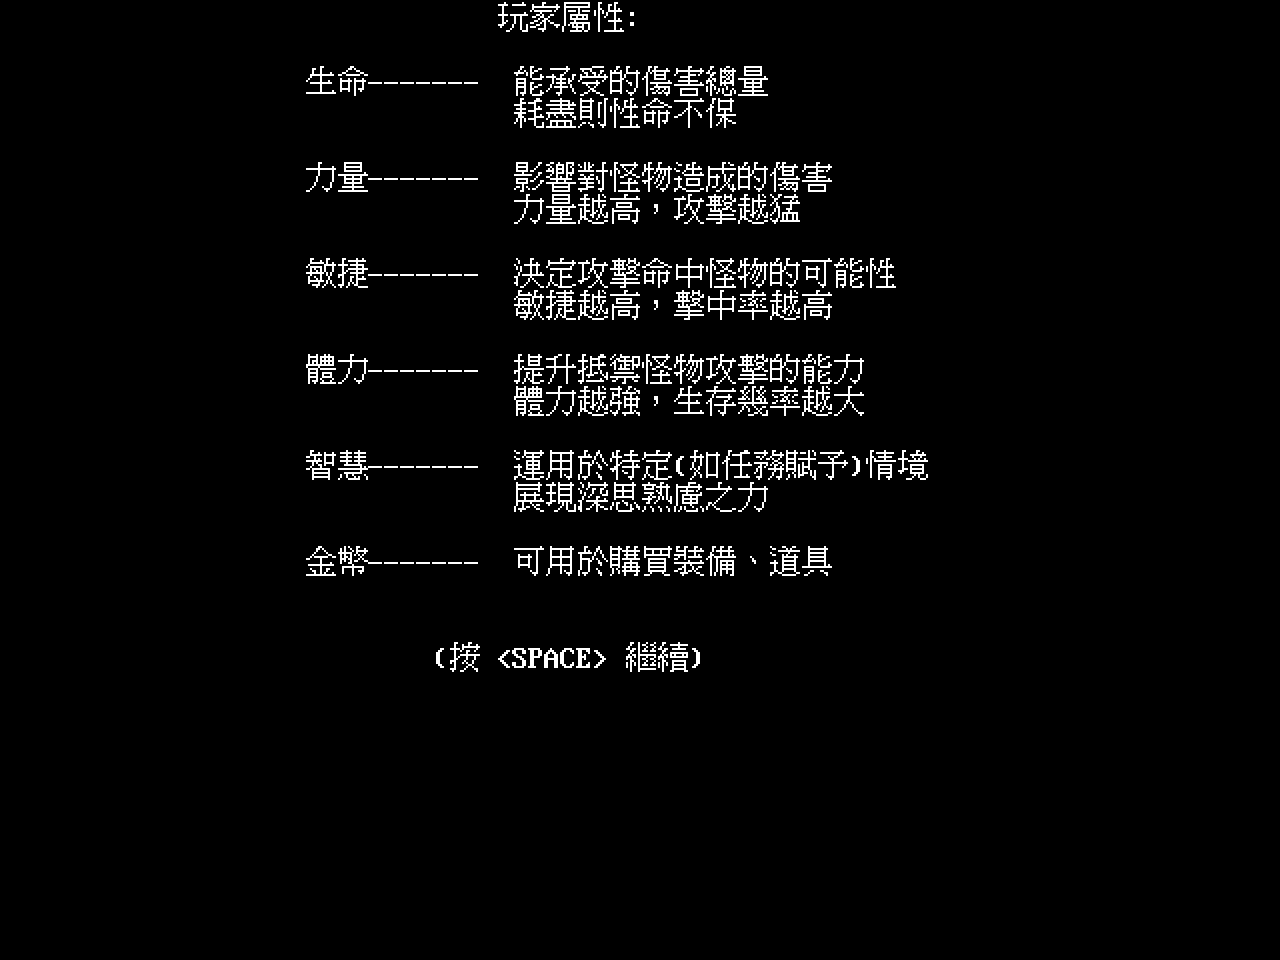 玩家屬性:
生命------- 能承受的傷害總量
耗盡則性命不保
力量------- 影響對怪物造成的傷害
力量越高，攻擊越猛
敏捷------- 決定攻擊命中怪物的可能性
敏捷越高，擊中率越高
體力------- 提升抵禦怪物攻擊的能力
體力越強，生存幾率越大
智慧------- 運用於特定(如任務賦予)情境
展現深思熟慮之力
金幣------- 可用於購買裝備、道具
(按 <SPACE> 繼續)